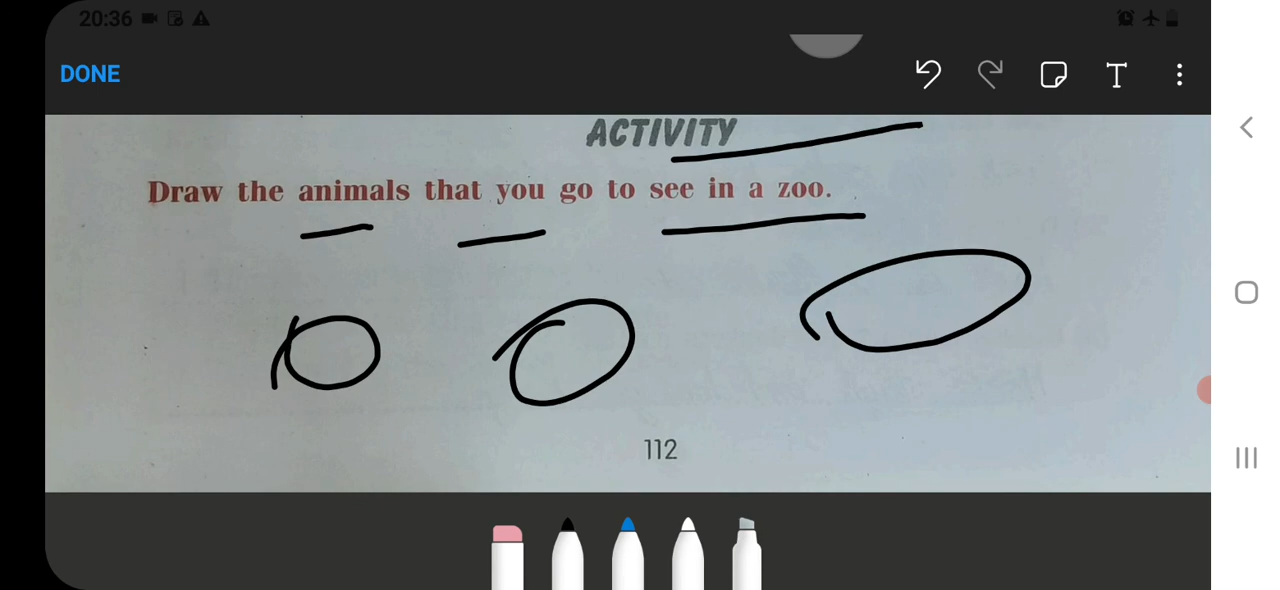 20:36
DONE
T
ACTIVITY
Draw the animals that you go to see in a zoo.
112